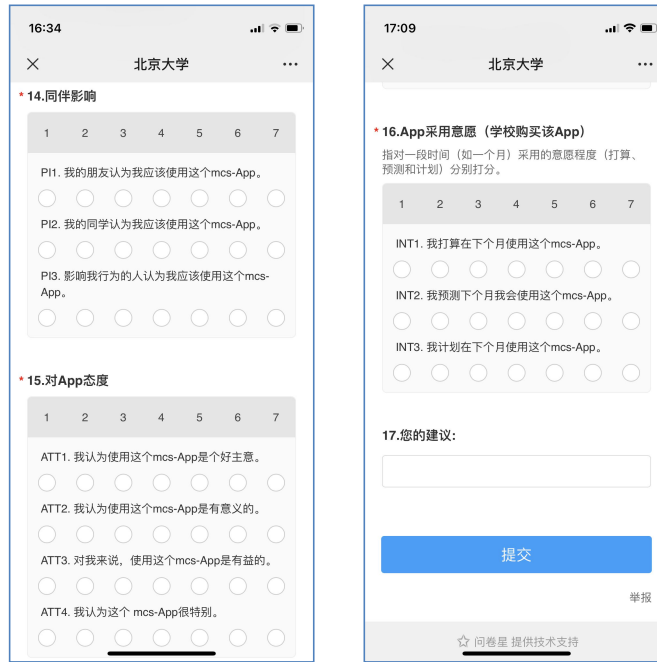 16:34
北京大学
* 14.同伴影响
1 2 3 4 5 6 7
PI1. 我的朋友认为我应该使用这个mcs-App。
PI2. 我的同学认为我应该使用这个mcs-App。
PI3. 影响我行为的人认为我应该使用这个mcs-
App。
* 15.对App态度
1 2 3 4 5 6 7
ATT1. 我认为使用这个mcs-App是个好主意。
ATT2. 我认为使用这个mcs-App是有意义的。
ATT3. 对我来说，使用这个mcs-App是有益的。
ATT4. 我认为这个 mcs-App很特别。
17:09
北京大学
* 16.App采用意愿（学校购买该App）
指对一段时间（如一个月）采用的意愿程度（打算、
预测和计划）分别打分。
1 2 3 4 5 6 7
INT1. 我打算在下个月使用这个mcs-App。
INT2. 我预测下个月我会使用这个mcs-App。
INT3. 我计划在下个月使用这个mcs-App。
17.您的建议:
提交
举报
问卷星 提供技术支持